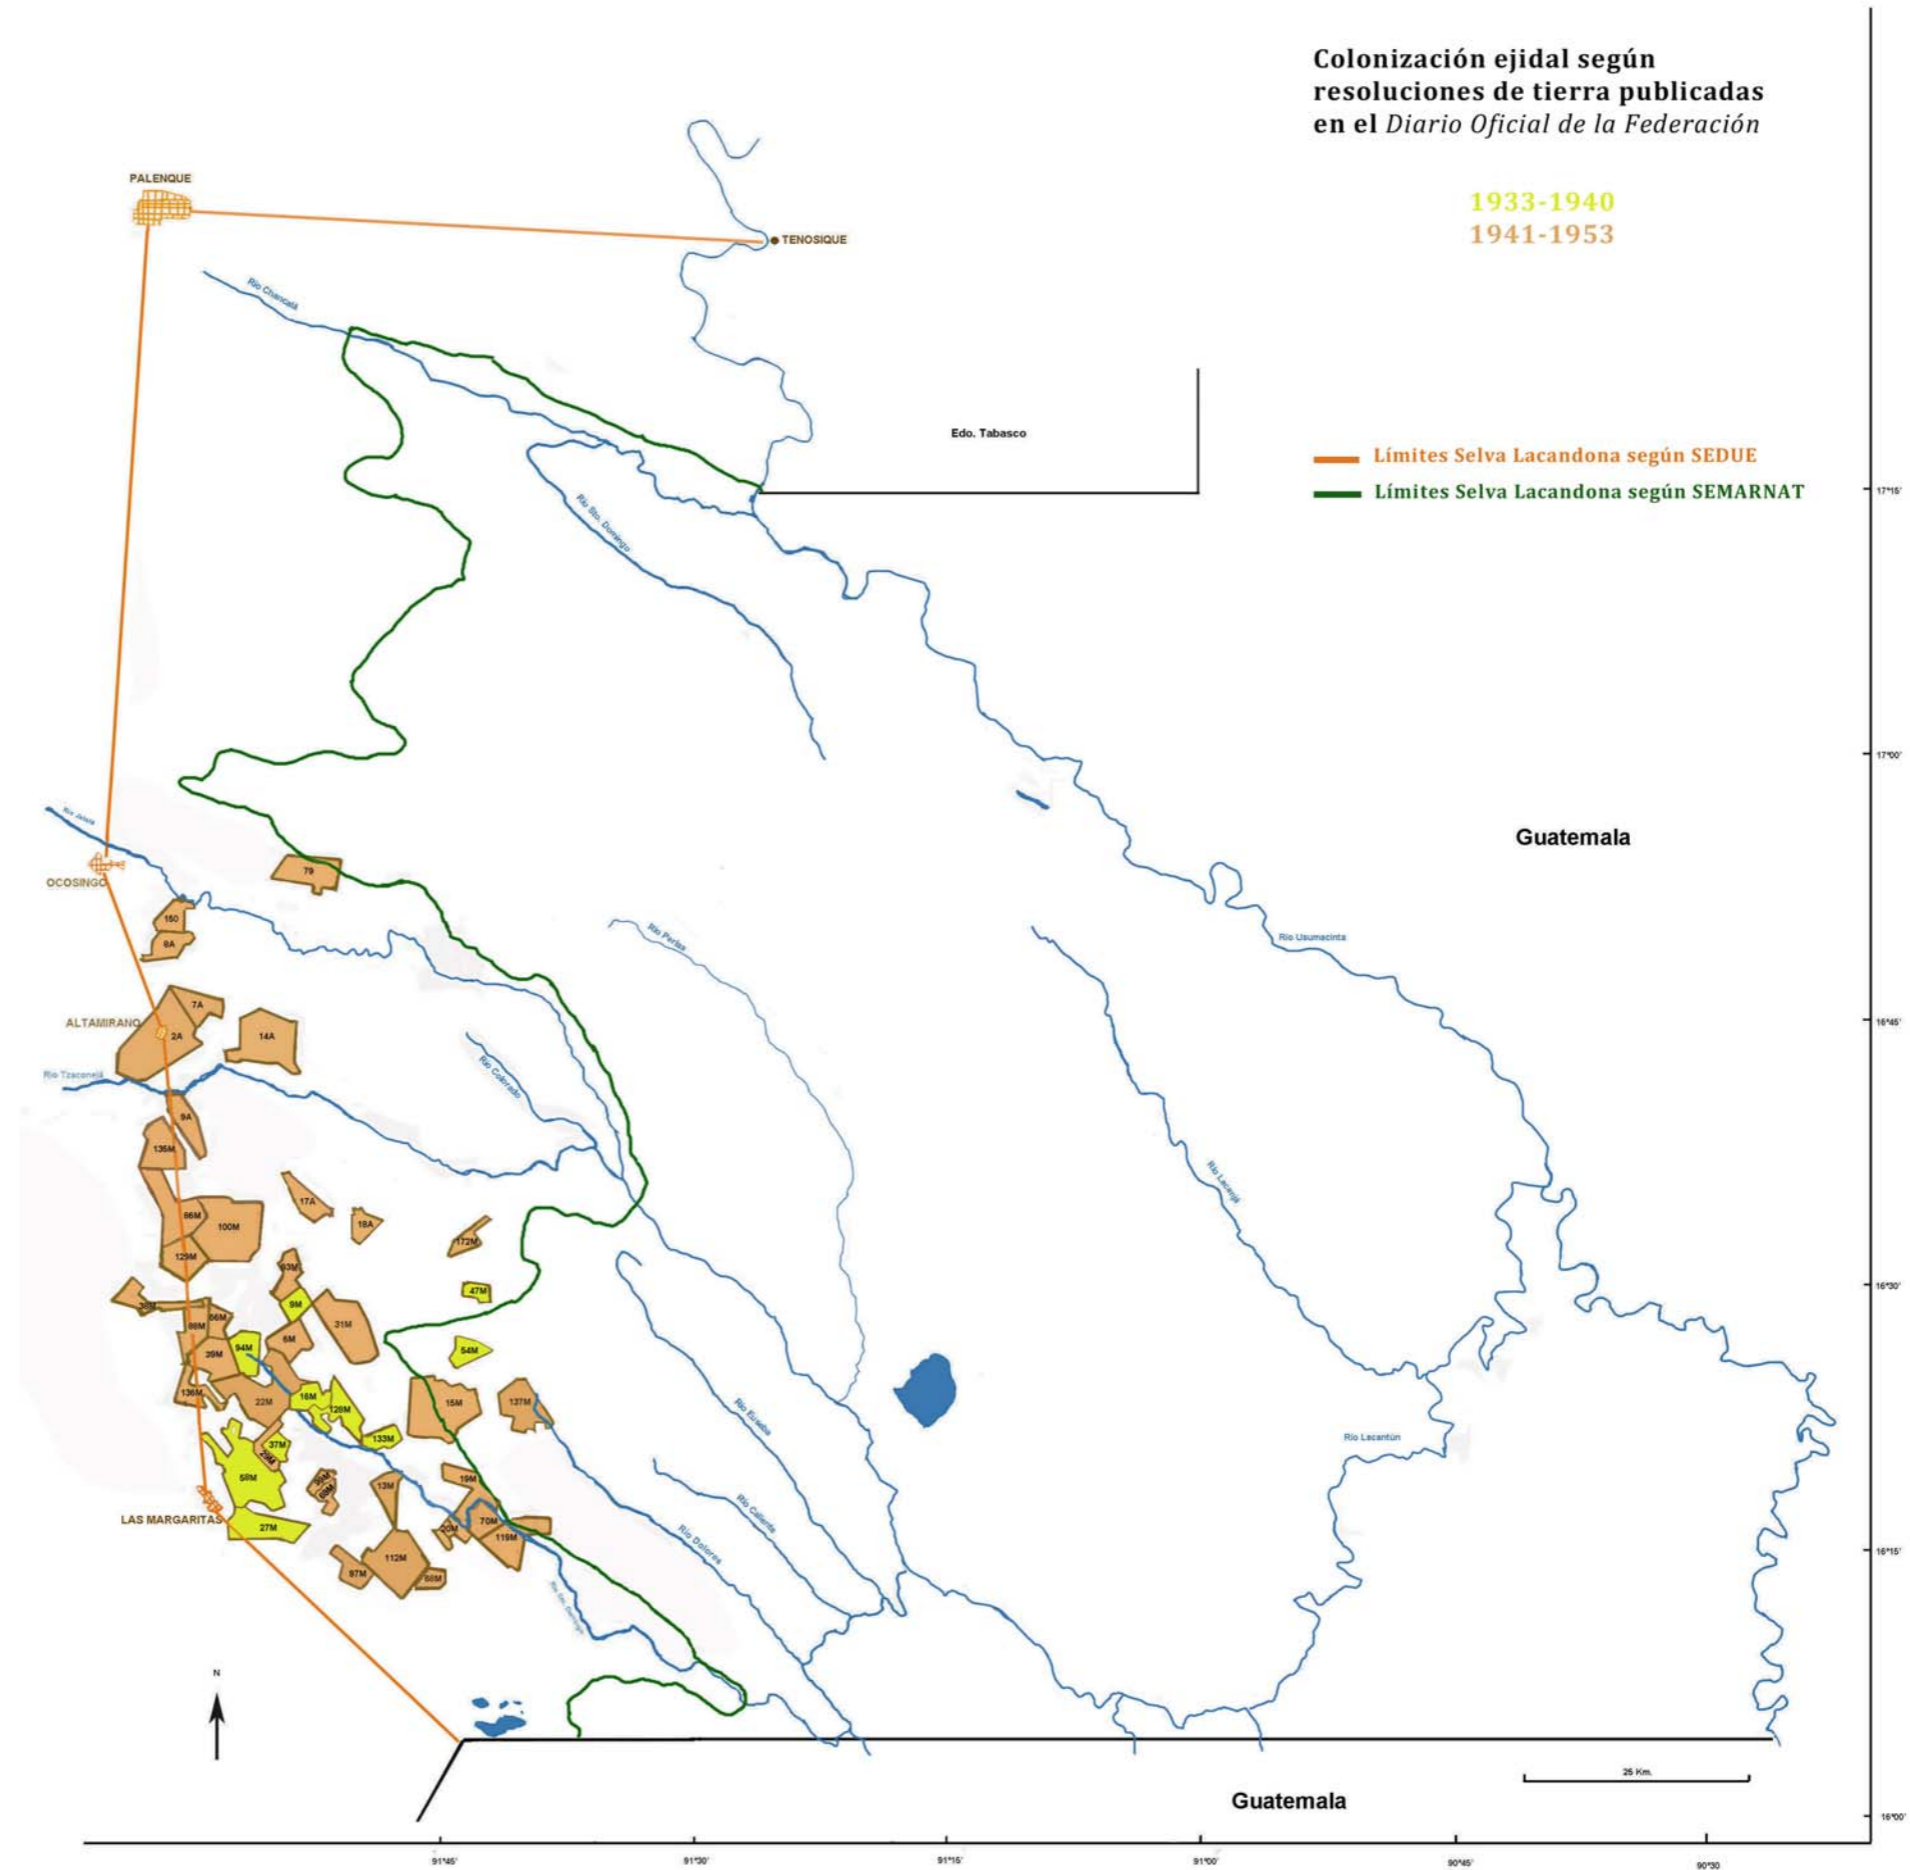 Colonización ejidal según
resoluciones de tierra publicadas
en el Diario Oficial de la Federación
1933-1940
1941-1953
PALENQUE
TENOSIQUE
Río Chancalá
Edo. Tabasco
Límites Selva Lacandona según SEDUE
Límites Selva Lacandona según SEMARNAT
17°15'
Río Sto. Domingo
17°00'
Guatemala
OCOSINGO
79
150
8A
Río Perlas
Río Usumacinta
7A
ALTAMIRANO
2A
14A
16°45'
Río Tzaconejá
Río Colorado
9A
135M
Río Lacanjá
17A
18A
86M
100M
172M
129M
93M
47M
16°30'
9M
66M
31M
88M
6M
94M
39M
54M
136M
22M
16M
128M
15M
137M
Río Euseba
37M
133M
Río Lacantún
58M
19M
13M
Río Caliente
LAS MARGARITAS
27M
70M
20M
119M
Río Dolores
112M
87M
68M
16°15'
Río Sto. Domingo
N
25 Km.
Guatemala
16°00'
91°45'
91°30'
91°15'
91°00'
90°45'
90°30